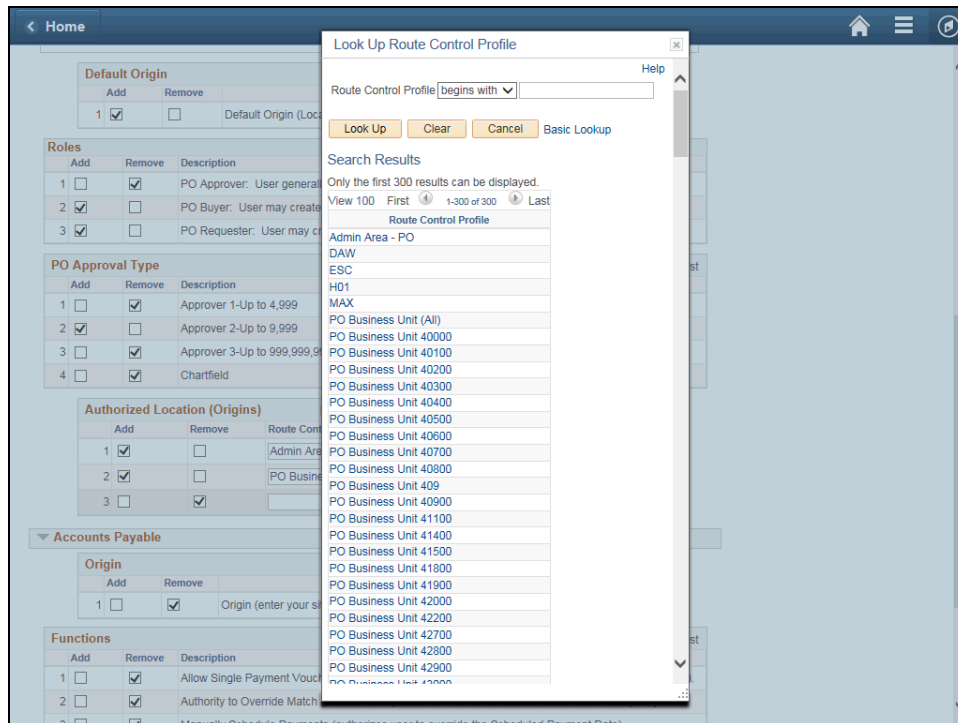 Home
Default Origin
Add Remove
1 Default Origin
Roles
Add Remove Description
1 PO Approver: User
2 PO Buyer: User may create
3 PO Requester: User may
PO Approval Type
Add Remove Description
1 Approver 1-Up to 4,999
2 Approver 2-Up to 9,999
3 Approver 3-Up to
4 Chartfield
Authorized Location (Origins)
Add Remove Route
1 Admin
2 PO
3
Accounts Payable
Origin
Add Remove
1 Origin (enter your
Functions
Add Remove Description
1 Allow Single Payment
2 Authority to Override Match
Look Up Route Control Profile
Help
Route Control Profile begins with
Look Up Clear Cancel Basic Lookup
Search Results
Only the first 300 results can be displayed.
View 100 First 1-300 of 300 Last
Route Control Profile
Admin Area - PO
DAW
ESC
H01
MAX
PO Business Unit (All)
PO Business Unit 40000
PO Business Unit 40100
PO Business Unit 40200
PO Business Unit 40300
PO Business Unit 40400
PO Business Unit 40500
PO Business Unit 40600
PO Business Unit 40700
PO Business Unit 40800
PO Business Unit 409
PO Business Unit 40900
PO Business Unit 41100
PO Business Unit 41400
PO Business Unit 41500
PO Business Unit 41800
PO Business Unit 41900
PO Business Unit 42000
PO Business Unit 42200
PO Business Unit 42700
PO Business Unit 42800
PO Business Unit 42900